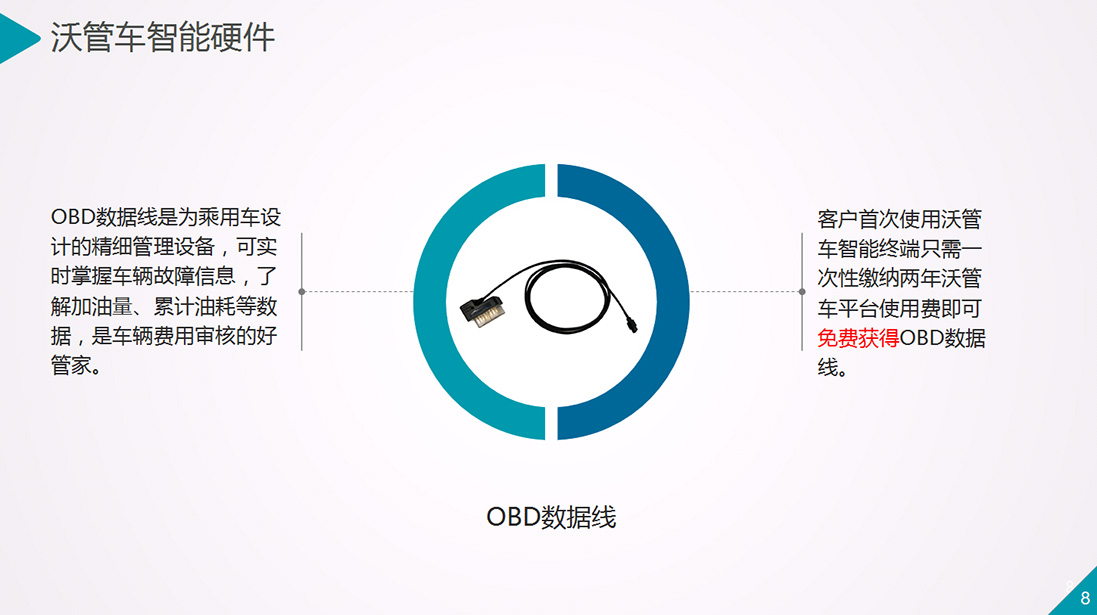 沃管车智能硬件
OBD数据线是为乘用车设
计的精细管理设备，可实
时掌握车辆故障信息，了
解加油量、累计油耗等数
据，是车辆费用审核的好
管家。
客户首次使用沃管
车智能终端只需一
次性缴纳两年沃管
车平台使用费即可
免费获得OBD数据
线。
OBD数据线
8